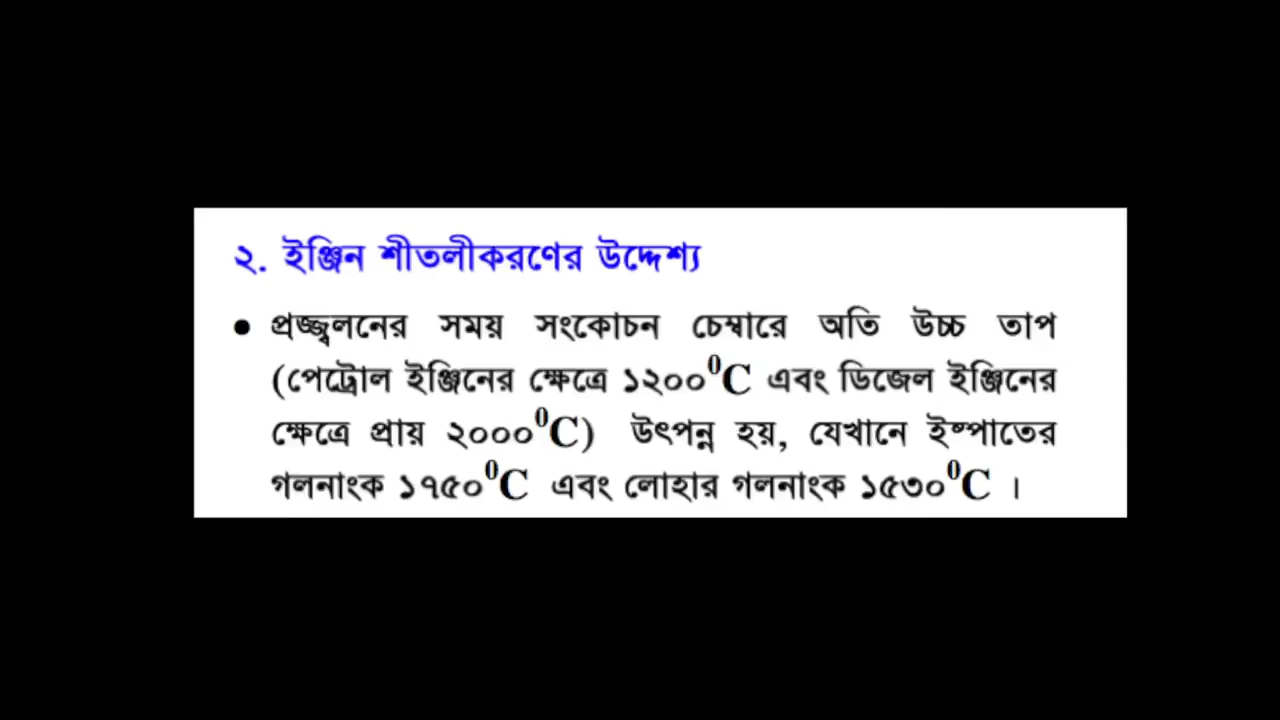 ২. ইঞ্জিন শীতলীকরণের উদ্দেশ্য
● প্রজ্জ্বলনের সময় সংকোচন চেম্বারে অতি উচ্চ তাপ
(পেট্রোল ইঞ্জিনের ক্ষেত্রে ১২০০⁰C এবং ডিজেল ইঞ্জিনের
ক্ষেত্রে প্রায় ২০০০⁰C) উৎপন্ন হয়, যেখানে ইষ্পাতের
গলনাংক ১৭৫০⁰C এবং লোহার গলনাংক ১৫৩০⁰C ।